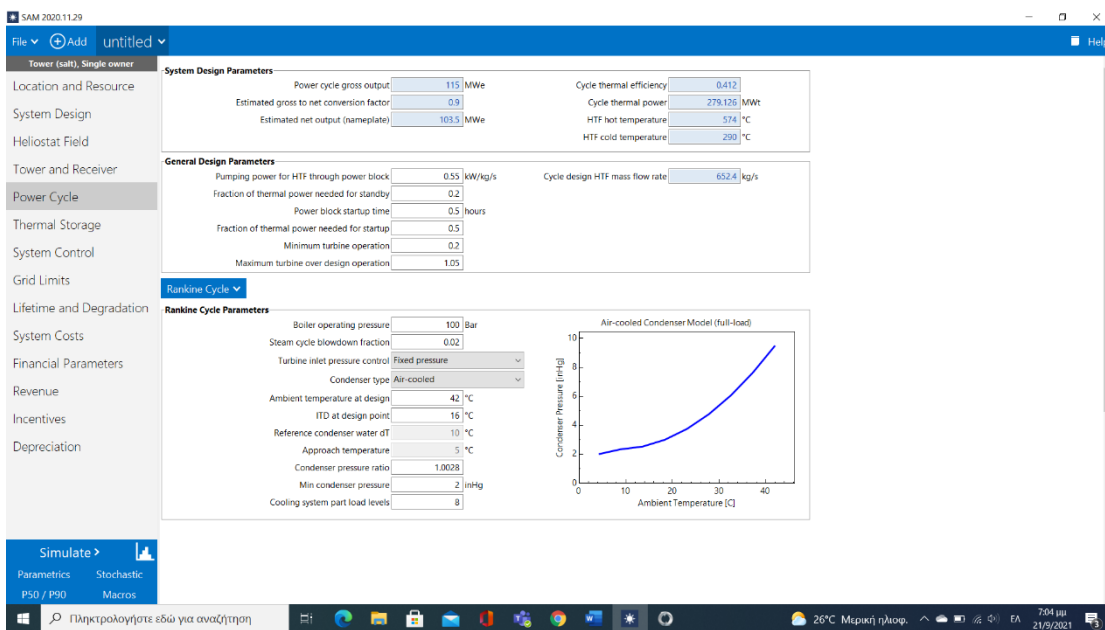 SAM 2020.11.29
File Add untitled Help
Tower (salt), Single owner
Location and Resource
System Design
Heliostat Field
Tower and Receiver
Power Cycle
Thermal Storage
System Control
Grid Limits
Lifetime and Degradation
System Costs
Financial Parameters
Revenue
Incentives
Depreciation
Simulate >
Parametrics Stochastic
P50 / P90 Macros
System Design Parameters
Power cycle gross output 115 MWe Cycle thermal efficiency 0.412
Estimated gross to net conversion factor 0.9 Cycle thermal power 279.126 MWt
Estimated net output (nameplate) 103.5 MWe HTF hot temperature 574 °C
HTF cold temperature 290 °C
General Design Parameters
Pumping power for HTF through power block 0.55 kW/kg/s Cycle design HTF mass flow rate 652.4 kg/s
Fraction of thermal power needed for standby 0.2
Power block startup time 0.5 hours
Fraction of thermal power needed for startup 0.5
Minimum turbine operation 0.2
Maximum turbine over design operation 1.05
Rankine Cycle
Rankine Cycle Parameters
Boiler operating pressure 100 Bar
Steam cycle blowdown fraction 0.02
Turbine inlet pressure control Fixed pressure
Condenser type Air-cooled
Ambient temperature at design 42 °C
ITD at design point 16 °C
Reference condenser water dT 10 °C
Approach temperature 5 °C
Condenser pressure ratio 1.0028
Min condenser pressure 2 inHg
Cooling system part load levels 8
Air-cooled Condenser Model (full-load)
Condenser Pressure [inHg]
10
8
6
4
2
0
0 10 20 30 40
Ambient Temperature [C]
Πληκτρολογήστε εδώ για αναζήτηση
26°C Μερική ηλιοφ. ΕΛ 7:04 μμ
21/9/2021